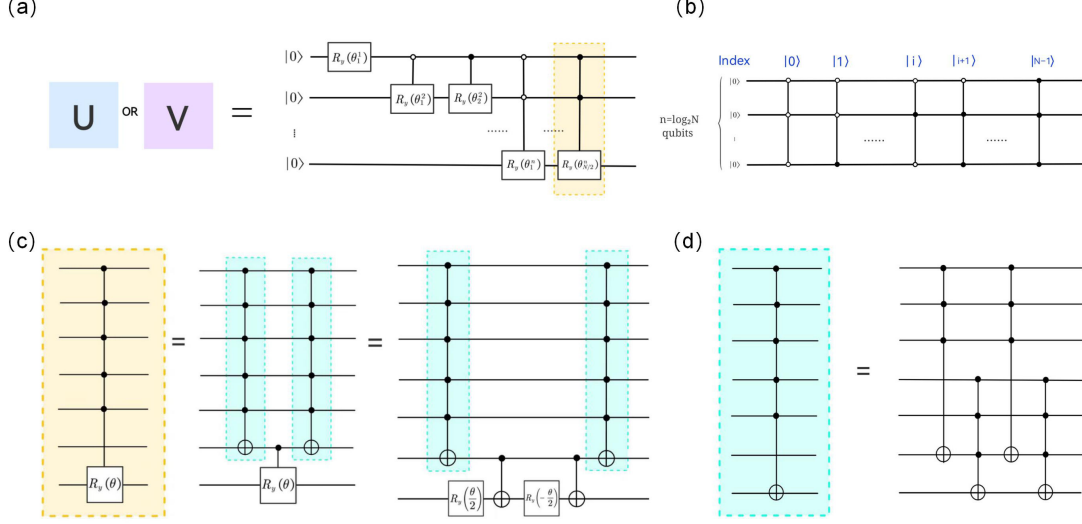 (a)
U OR V =
|0⟩ R_y(θ_1^1)
|0⟩ R_y(θ_1^2) R_y(θ_2^2)
⋮ ...... ......
|0⟩ R_y(θ_1^n) R_y(θ_{N/2}^n)
(b)
Index |0⟩ |1⟩ |i⟩ |i+1⟩ |N−1⟩
|0⟩
|0⟩
n=log₂N
qubits
...... ......
|0⟩
(c)
= =
R_y(θ) R_y(θ) R_y(θ/2) R_y(−θ/2)
(d)
=